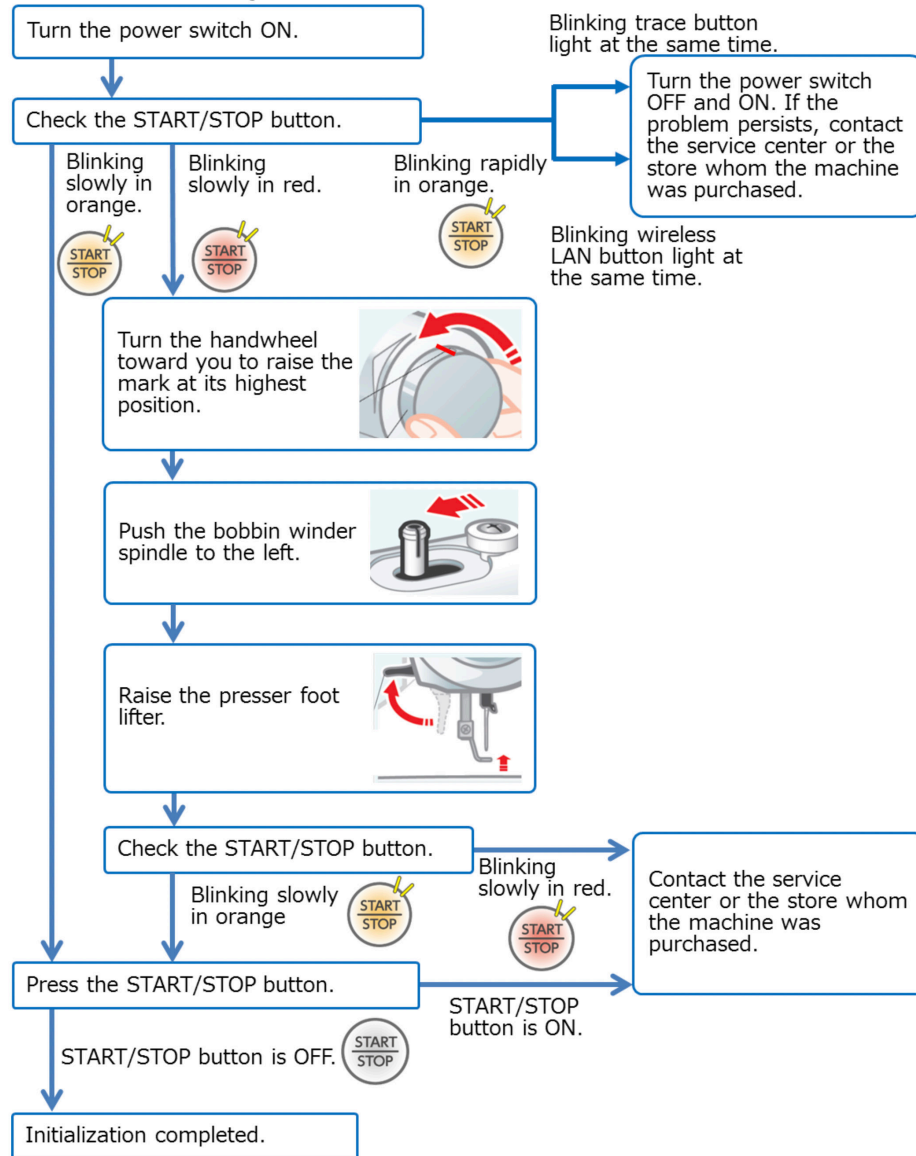 Turn the power switch ON.
Blinking trace button
light at the same time.
Check the START/STOP button.
Turn the power switch
OFF and ON. If the
problem persists, contact
the service center or the
store whom the machine
was purchased.
Blinking
slowly in
orange.
START
STOP
Blinking
slowly in red.
START
STOP
Blinking rapidly
in orange.
START
STOP
Blinking wireless
LAN button light at
the same time.
Turn the handwheel
toward you to raise the
mark at its highest
position.
Push the bobbin winder
spindle to the left.
Raise the presser foot
lifter.
Check the START/STOP button.
Blinking slowly
in orange
START
STOP
Blinking
slowly in red.
START
STOP
Contact the service
center or the store whom
the machine was
purchased.
Press the START/STOP button.
START/STOP
button is ON.
START/STOP button is OFF.
START
STOP
Initialization completed.